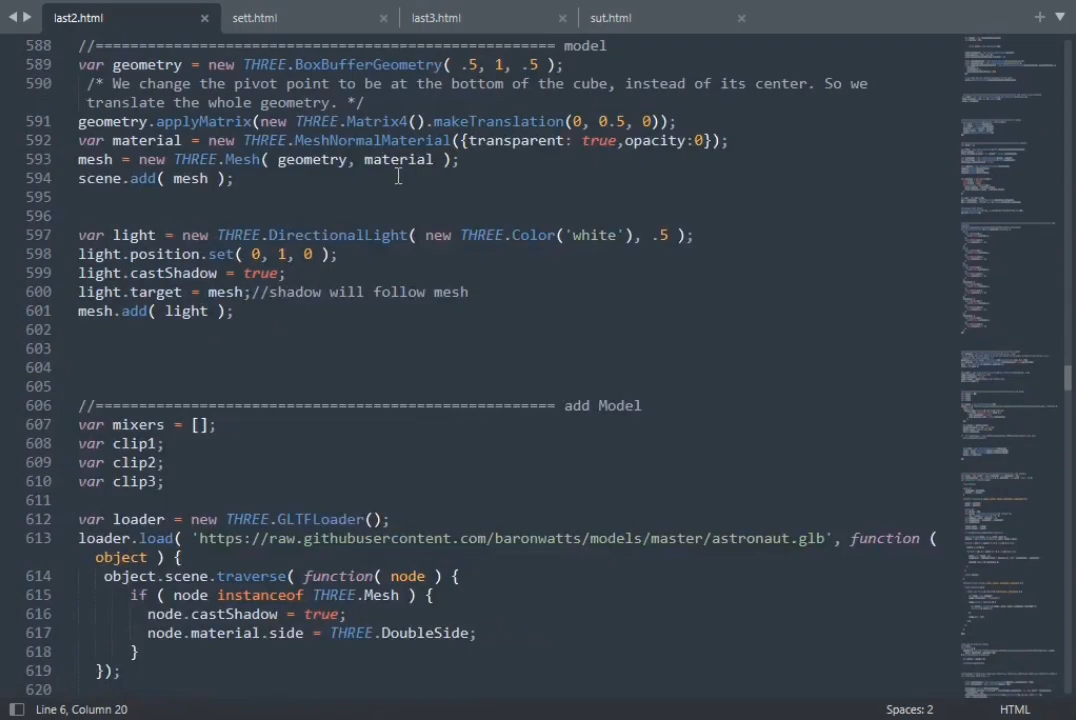 last2.html
sett.html
last3.html
sut.html
588 //===================================================== model
589 var geometry = new THREE.BoxBufferGeometry( .5, 1, .5 );
590 /* We change the pivot point to be at the bottom of the cube, instead of its center. So we
translate the whole geometry. */
591 geometry.applyMatrix(new THREE.Matrix4().makeTranslation(0, 0.5, 0));
592 var material = new THREE.MeshNormalMaterial({transparent: true,opacity:0});
593 mesh = new THREE.Mesh( geometry, material );
594 scene.add( mesh );
595
596
597 var light = new THREE.DirectionalLight( new THREE.Color('white'), .5 );
598 light.position.set( 0, 1, 0 );
599 light.castShadow = true;
600 light.target = mesh;//shadow will follow mesh
601 mesh.add( light );
602
603
604
605
606 //===================================================== add Model
607 var mixers = [];
608 var clip1;
609 var clip2;
610 var clip3;
611
612 var loader = new THREE.GLTFLoader();
613 loader.load( 'https://raw.githubusercontent.com/baronwatts/models/master/astronaut.glb', function (
object ) {
614 object.scene.traverse( function( node ) {
615 if ( node instanceof THREE.Mesh ) {
616 node.castShadow = true;
617 node.material.side = THREE.DoubleSide;
618 }
619 });
620
Line 6, Column 20
Spaces: 2
HTML